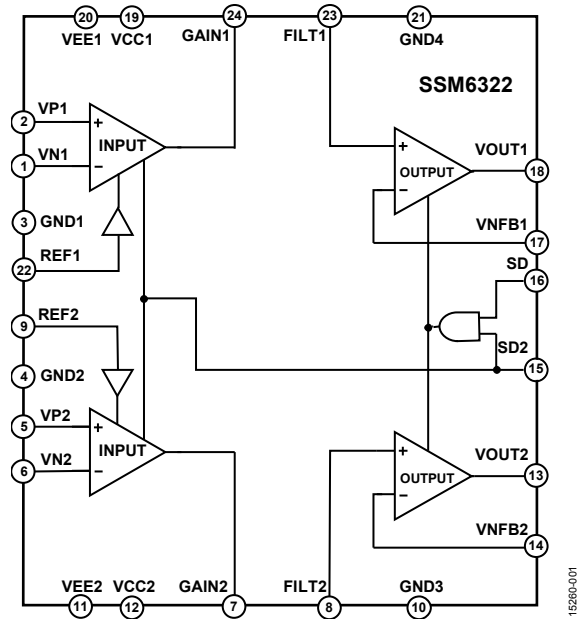 20 19 24 23 21
VEE1 VCC1 GAIN1 FILT1 GND4
SSM6322
2 VP1
+
INPUT
1 VN1
−
3 GND1
22 REF1
9 REF2
4 GND2
5 VP2
+
INPUT
6 VN2
−
+
OUTPUT
−
VOUT1 18
VNFB1 17
SD 16
SD2 15
+
OUTPUT
−
VOUT2 13
VNFB2 14
VEE2 VCC2 GAIN2 FILT2 GND3
11 12 7 8 10
15260-001